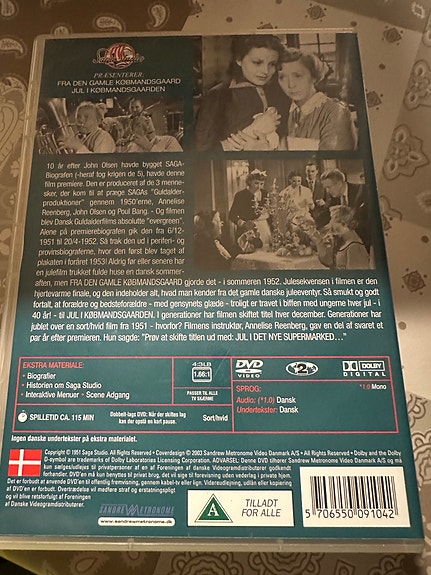 PRÆSENTERER:
FRA DEN GAMLE KØBMANDSGAARD
JUL I KØBMANDSGAARDEN
10 år efter John Olsen havde bygget SAGA-
Biografen (-heraf tog krigen de 5), havde denne
film premiere. Den er produceret af de 3 menne-
sker, der kom til at præge SAGAs "Guldalder-
produktioner" gennem 1950'erne, Annelise
Reenberg, John Olsen og Poul Bang. - Og filmen
blev Dansk Guldalderfilms absolutte "evergreen".
Alene på premierebiograf gik den fra 6/12-
1951 til 20/4-1952. Så trak den ud i periferi- og
provinsbiograferne, hvor den først blev taget af
plakaten i foråret 1953! Aldrig før eller senere har
en julefilm trukket fulde huse en dansk sommer-
aften, men FRA DEN GAMLE KØBMANDSGAARD gjorde det - i sommeren 1952. Julesekvensen i filmen er den
hjertevarme finale, og den indeholder alt, hvad man kender fra det gamle danske juleeventyr. Så smukt og godt
fortalt, at forældre og bedsteforældre – med gensynets glæde - troligt er travet i biffen med ungerne hver jul - i
40 år! - til JUL I KØBMANDSGAARDEN. I generationer har filmen skiftet titel hver december. Generationer har
jublet over en sort/hvid film fra 1951 - hvorfor? Filmens instruktør, Annelise Reenberg, gav en del af svaret et
par år efter premieren. Hun sagde: "Prøv at skifte titlen ud med: JUL I DET NYE SUPERMARKED..."
EKSTRA MATERIALE:
• Biografier
• Historien om Saga Studio
• Interaktive Menuer • Scene Adgang
4:3
1.66:1
PASSER TIL ALLE
TV SKÆRME
DVD
VIDEO
2
DOLBY
DIGITAL
SPROG:
*1.0 Mono
Audio: (*1.0) Dansk
Undertekster: Dansk
SPILLETID CA. 115 MIN
Dobbelt-lags DVD: Når der skiftes lag
kan der opstå en kort pause.
Sort/hvid
Ingen danske undertekster på ekstra materialet.
Copyright © 1951 Saga Studio. All Rights Reserved • Coverdesign © 2003 Sandrew Metronome Video Danmark A/S • All Rights Reserved • Dolby and the Dolby
D-symbol are trademarks of Dolby Laboratories Licensing Corporation. ADVARSEL: Denne DVD tilhører Sandrew Metronome Video Danmark A/S og må
SANDREW METRONOME
www.sandrewmetronome.dk
A
TILLADT
FOR ALLE
5 706550 091042